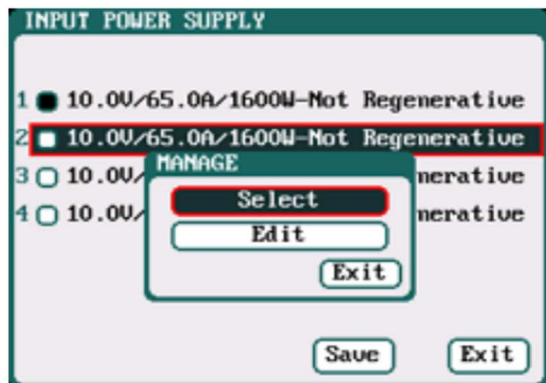 INPUT POWER SUPPLY
1 10.0V/65.0A/1600W-Not Regenerative
2 10.0V/65.0A/1600W-Not Regenerative
MANAGE
3 10.0V/ nerative
Select
4 10.0V/ nerative
Edit
Exit
Save Exit